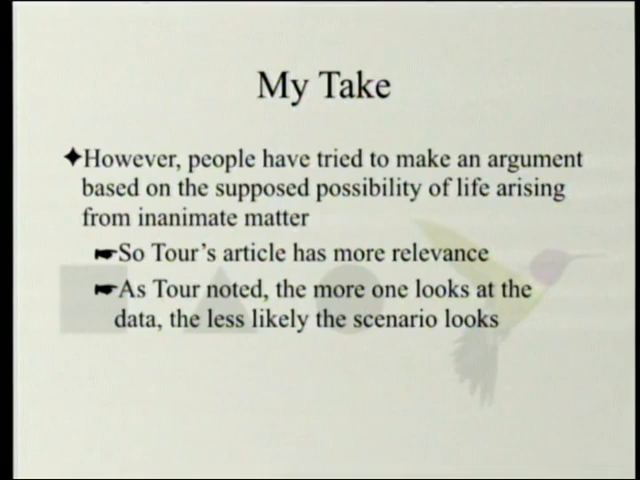 My Take
However, people have tried to make an argument
based on the supposed possibility of life arising
from inanimate matter
So Tour's article has more relevance
As Tour noted, the more one looks at the
data, the less likely the scenario looks